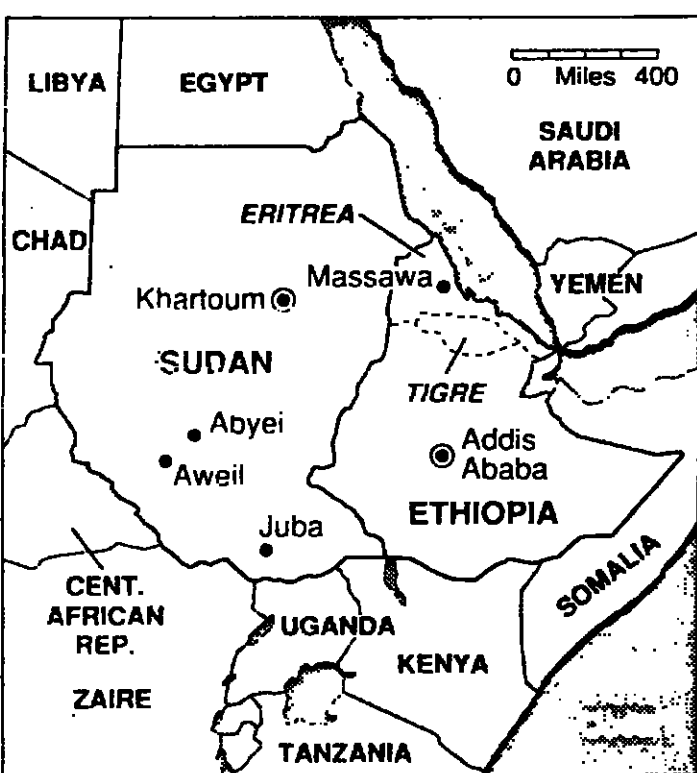 LIBYA
EGYPT
0 Miles 400
SAUDI
ARABIA
ERITREA
CHAD
Massawa
YEMEN
Khartoum
SUDAN
TIGRE
Abyei
Aweil
Addis
Ababa
ETHIOPIA
Juba
CENT.
AFRICAN
REP.
SOMALIA
UGANDA
KENYA
ZAIRE
TANZANIA